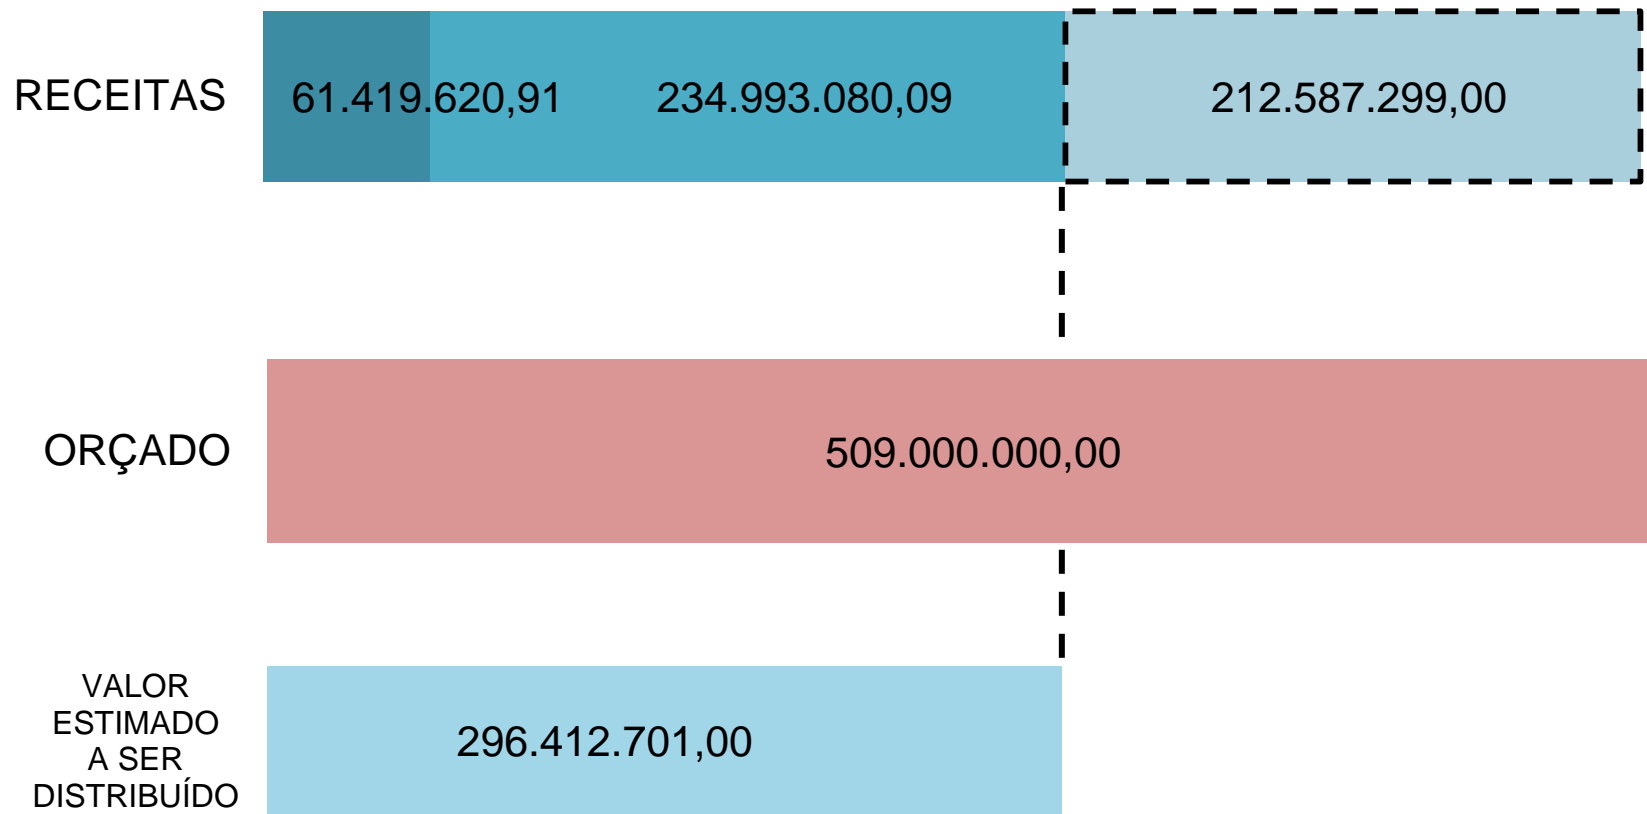 RECEITAS 61.419.620,91 234.993.080,09 212.587.299,00
ORÇADO 509.000.000,00
VALOR
ESTIMADO
A SER
DISTRIBUÍDO
296.412.701,00